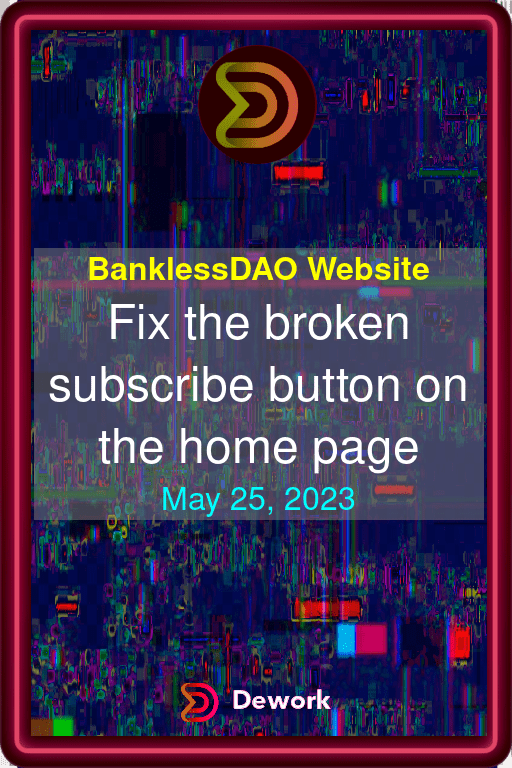 BanklessDAO Website
Fix the broken
subscribe button on
the home page
May 25, 2023
Dework